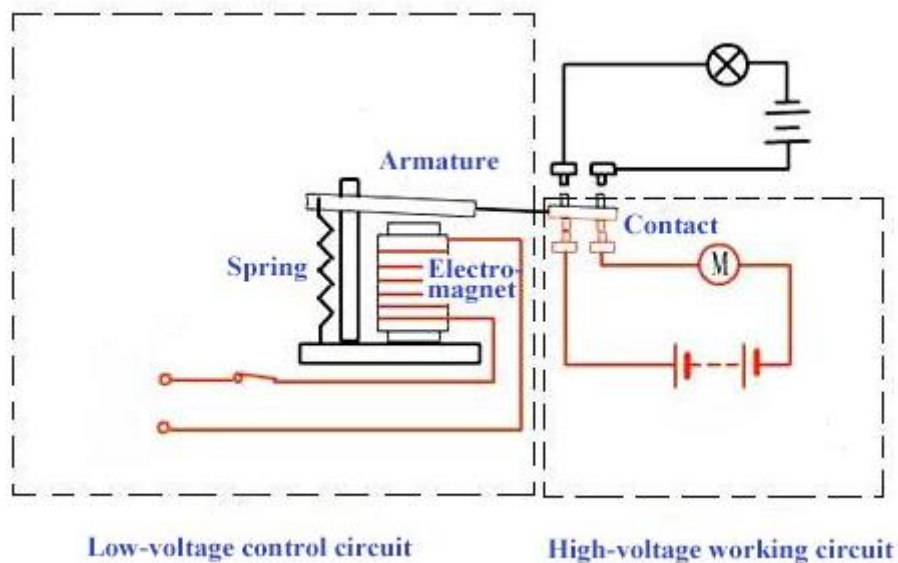 Armature
Contact
Spring
Electro-
magnet
M
Low-voltage control circuit
High-voltage working circuit